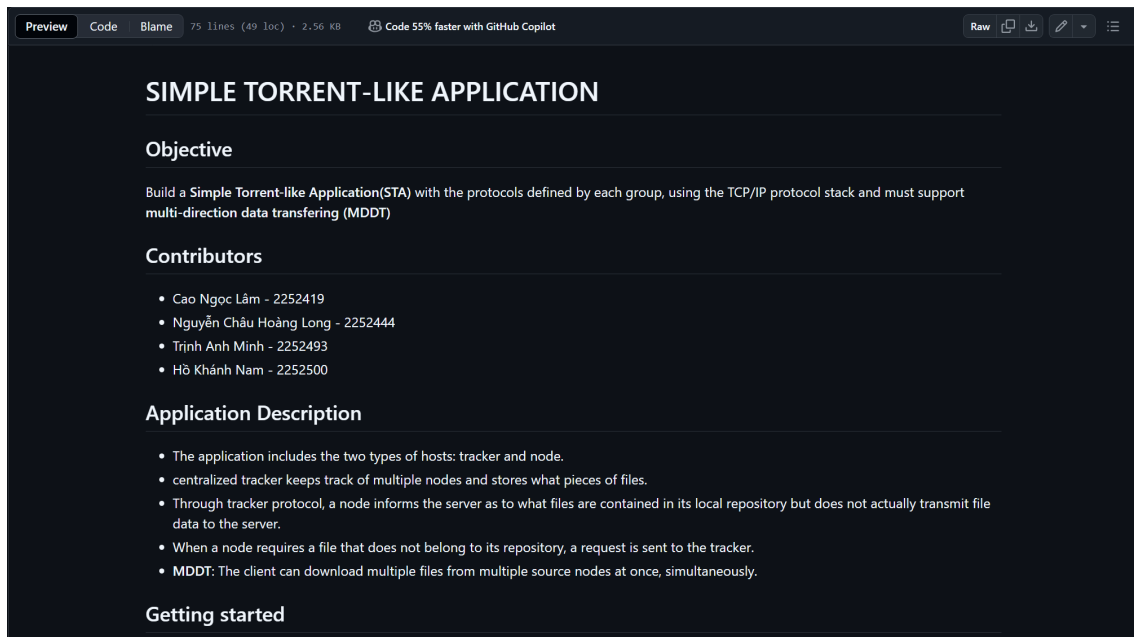 Preview Code Blame 75 lines (49 loc) · 2.56 KB Code 55% faster with GitHub Copilot Raw
SIMPLE TORRENT-LIKE APPLICATION
Objective
Build a Simple Torrent-like Application(STA) with the protocols defined by each group, using the TCP/IP protocol stack and must support
multi-direction data transfering (MDDT)
Contributors
• Cao Ngọc Lâm - 2252419
• Nguyễn Châu Hoàng Long - 2252444
• Trịnh Anh Minh - 2252493
• Hồ Khánh Nam - 2252500
Application Description
• The application includes the two types of hosts: tracker and node.
• centralized tracker keeps track of multiple nodes and stores what pieces of files.
• Through tracker protocol, a node informs the server as to what files are contained in its local repository but does not actually transmit file
data to the server.
• When a node requires a file that does not belong to its repository, a request is sent to the tracker.
• MDDT: The client can download multiple files from multiple source nodes at once, simultaneously.
Getting started